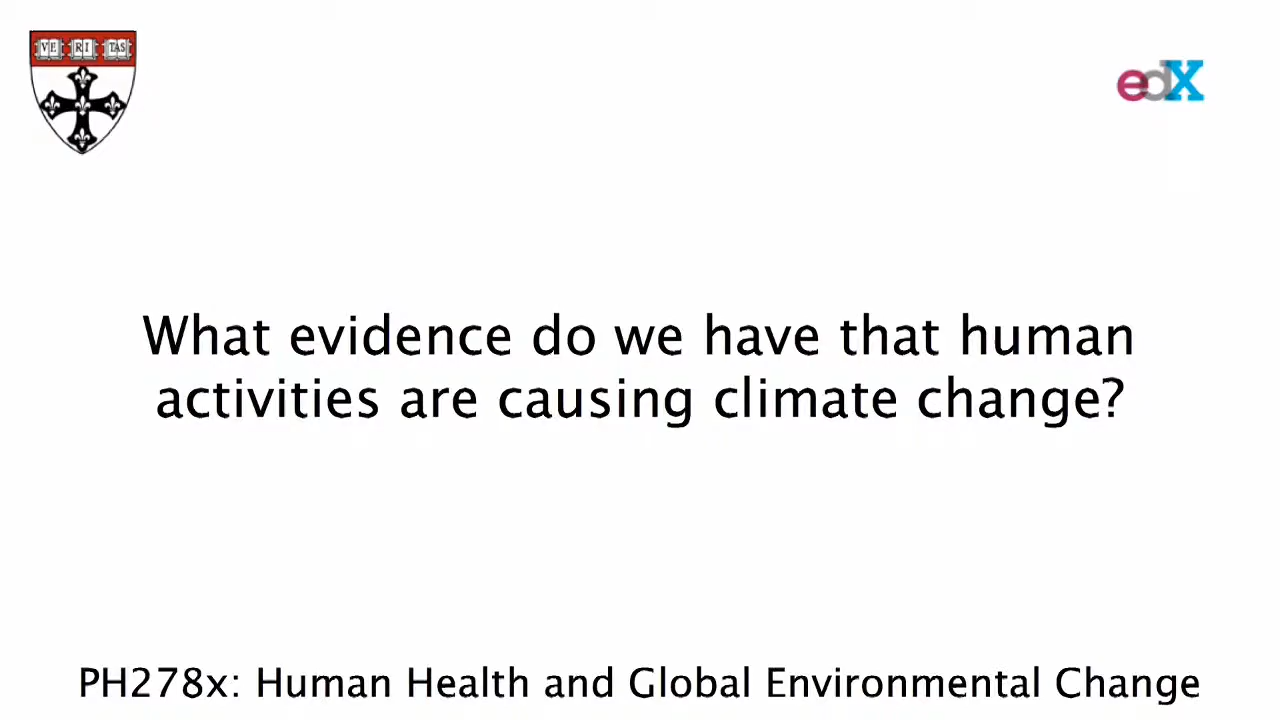 VE RI TAS
edX
What evidence do we have that human
activities are causing climate change?
PH278x: Human Health and Global Environmental Change